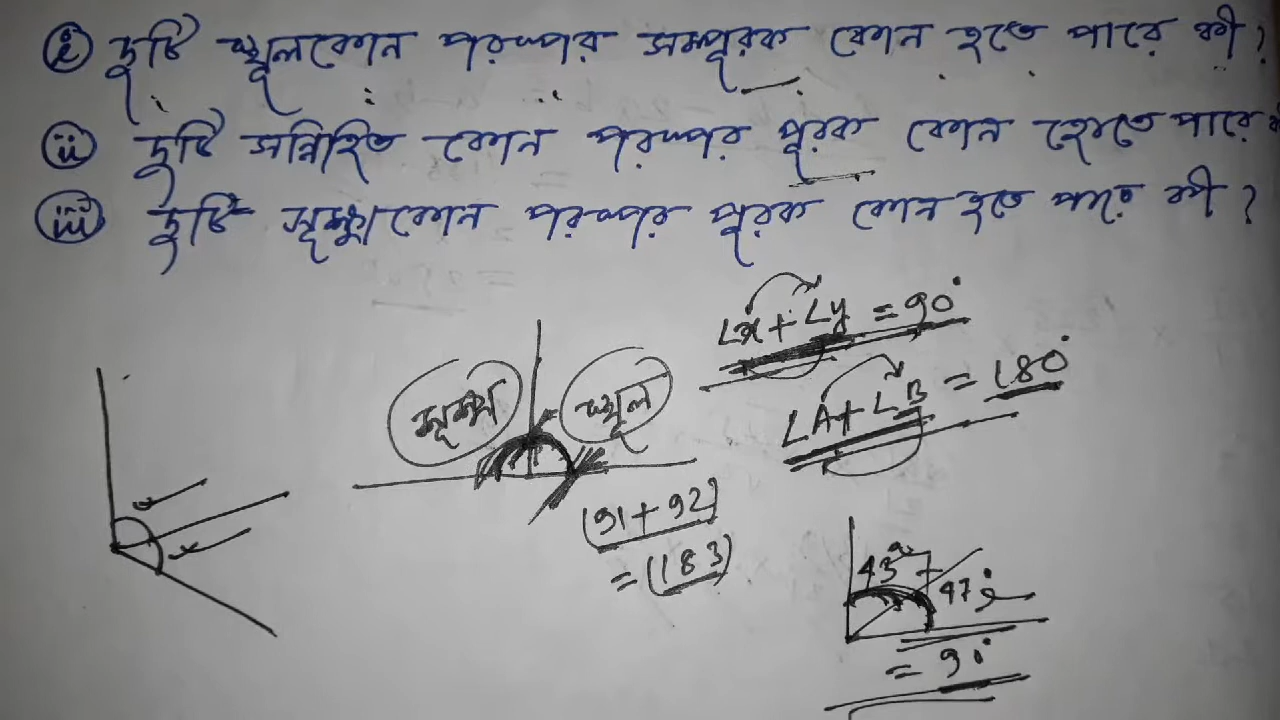 i) দুটি স্থূলকোন পরস্পর সম্পূরক কোন হতে পারে কী ?
ii) দুটি সন্নিহিত কোন পরস্পর পূরক কোন হোতে পারে
iii) দুটি সূক্ষ্মকোন পরস্পর পূরক কোন হতে পারে কী ?
∠x + ∠y = 90°
সূক্ষ্ম স্থূল
∠A + ∠B = 180°
(91 + 92)
= (183)
43° +
47°
= 90°